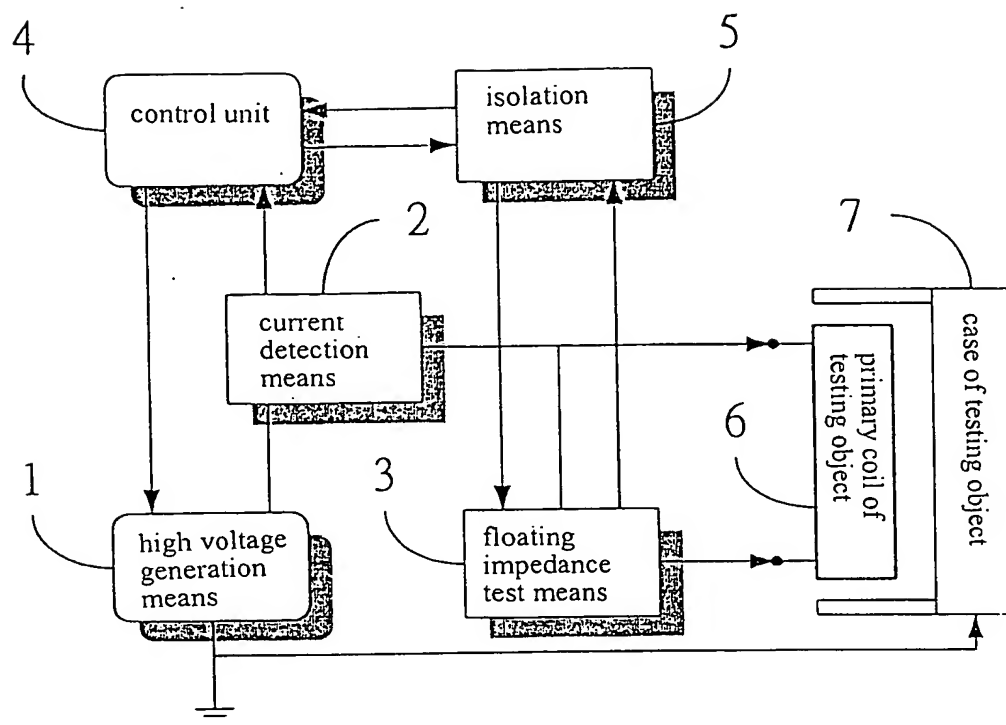 4
control unit
isolation
means
5
2
7
current
detection
means
primary coil of
testing object
case of testing object
6
1
high voltage
generation
means
3
floating
impedance
test means